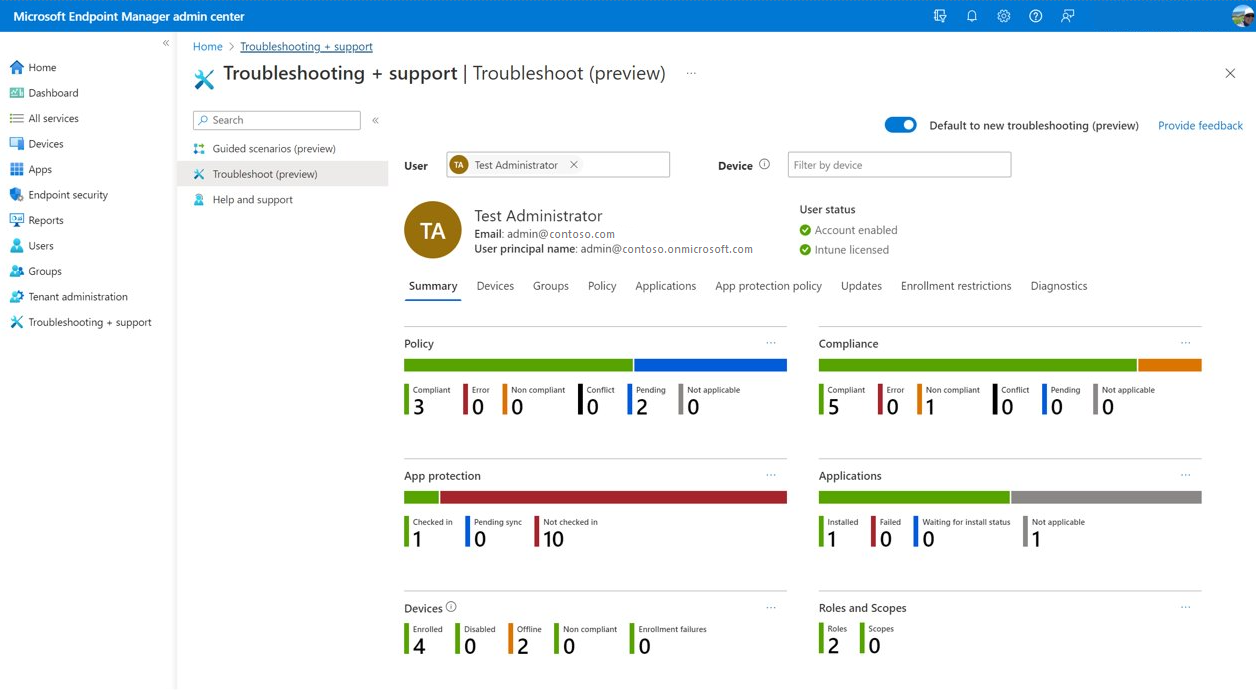 Microsoft Endpoint Manager admin center
Home > Troubleshooting + support
Troubleshooting + support | Troubleshoot (preview) ...
Home
Dashboard
All services
Devices
Apps
Endpoint security
Reports
Users
Groups
Tenant administration
Troubleshooting + support
Search
Guided scenarios (preview)
Troubleshoot (preview)
Help and support
Default to new troubleshooting (preview) Provide feedback
User TA Test Administrator Device Filter by device
TA
Test Administrator
Email: admin@contoso.com
User principal name: admin@contoso.onmicrosoft.com
User status
Account enabled
Intune licensed
Summary Devices Groups Policy Applications App protection policy Updates Enrollment restrictions Diagnostics
Policy ...
Compliant Error Non compliant Conflict Pending Not applicable
3 0 0 0 2 0
Compliance ...
Compliant Error Non compliant Conflict Pending Not applicable
5 0 1 0 0 0
App protection ...
Checked in Pending sync Not checked in
1 0 10
Applications ...
Installed Failed Waiting for install status Not applicable
1 0 0 1
Devices ...
Enrolled Disabled Offline Non compliant Enrollment failures
4 0 2 0 0
Roles and Scopes ...
Roles Scopes
2 0